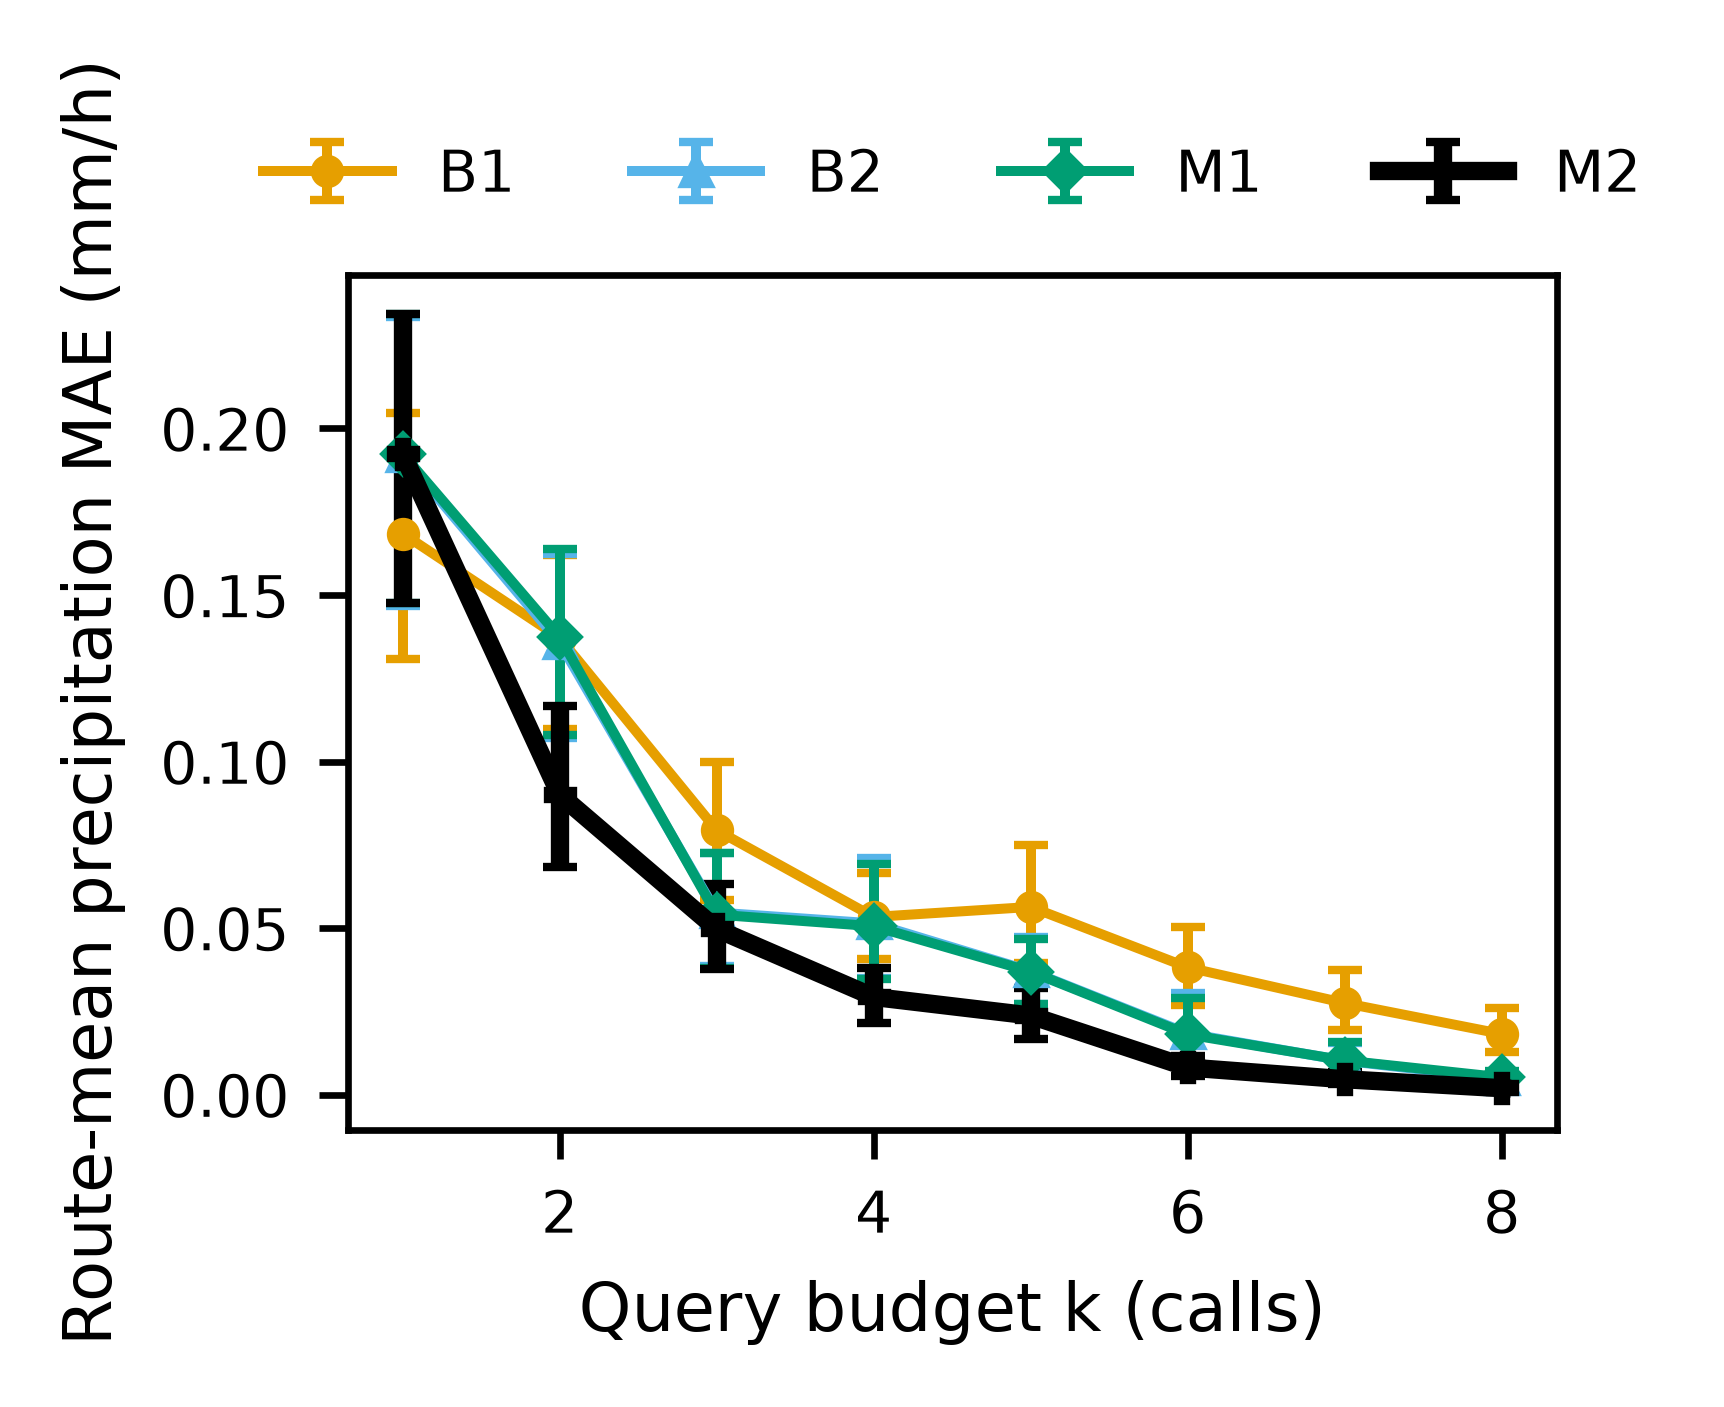 Route-mean precipitation MAE (mm/h)
B1 B2 M1 M2
0.20
0.15
0.10
0.05
0.00
2 4 6 8
Query budget k (calls)